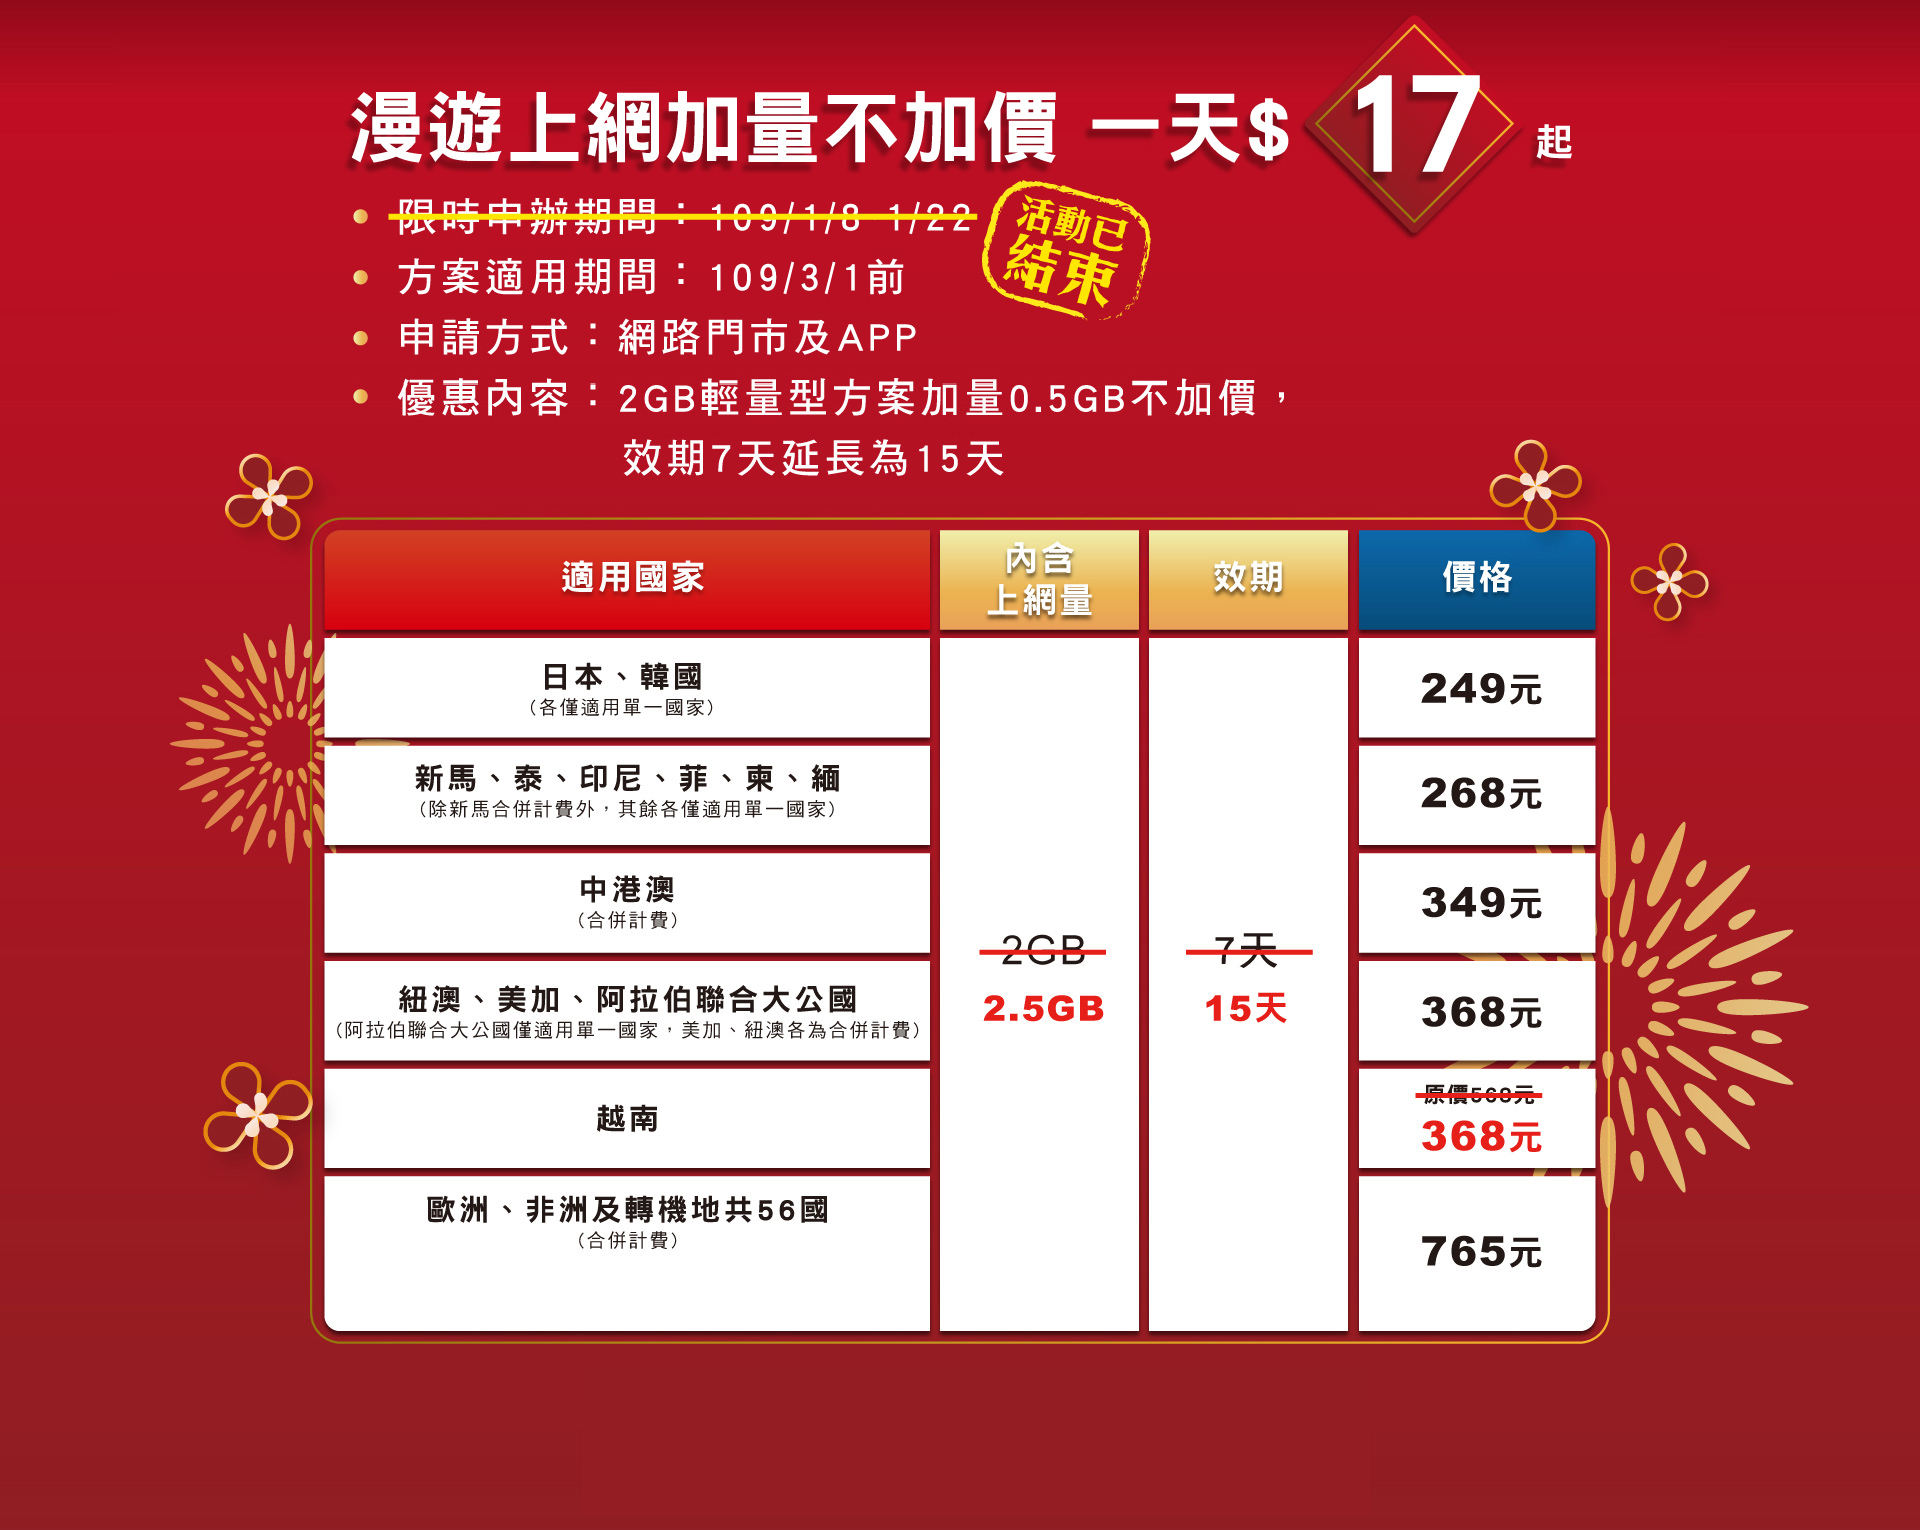 漫遊上網加量不加價 一天$17起
限時申辦期間：109/1/8-1/22
活動已
結束
方案適用期間：109/3/1前
申請方式：網路門市及APP
優惠內容：2GB輕量型方案加量0.5GB不加價，
效期7天延長為15天
適用國家
內含
上網量
效期
價格
日本、韓國
（各僅適用單一國家）
249元
新馬、泰、印尼、菲、柬、緬
（除新馬合併計費外，其餘各僅適用單一國家）
268元
中港澳
（合併計費）
349元
2GB
2.5GB
7天
15天
紐澳、美加、阿拉伯聯合大公國
（阿拉伯聯合大公國僅適用單一國家，美加、紐澳各為合併計費）
368元
越南
原價568元
368元
歐洲、非洲及轉機地共56國
（合併計費）
765元